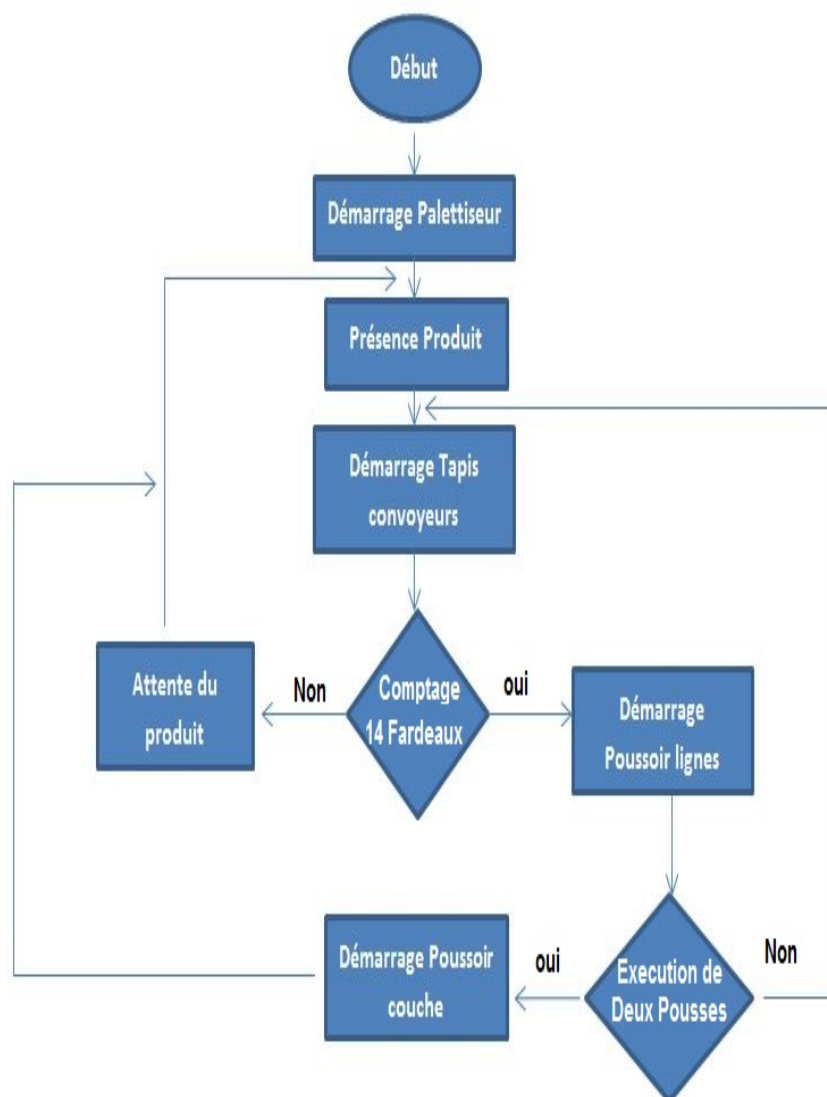 Début
Démarrage Palettiseur
Présence Produit
Démarrage Tapis
convoyeurs
Attente du
produit
Non
Comptage
14 Fardeaux
oui
Démarrage
Poussoir lignes
Démarrage Poussoir
couche
oui
Execution de
Deux Pousses
Non